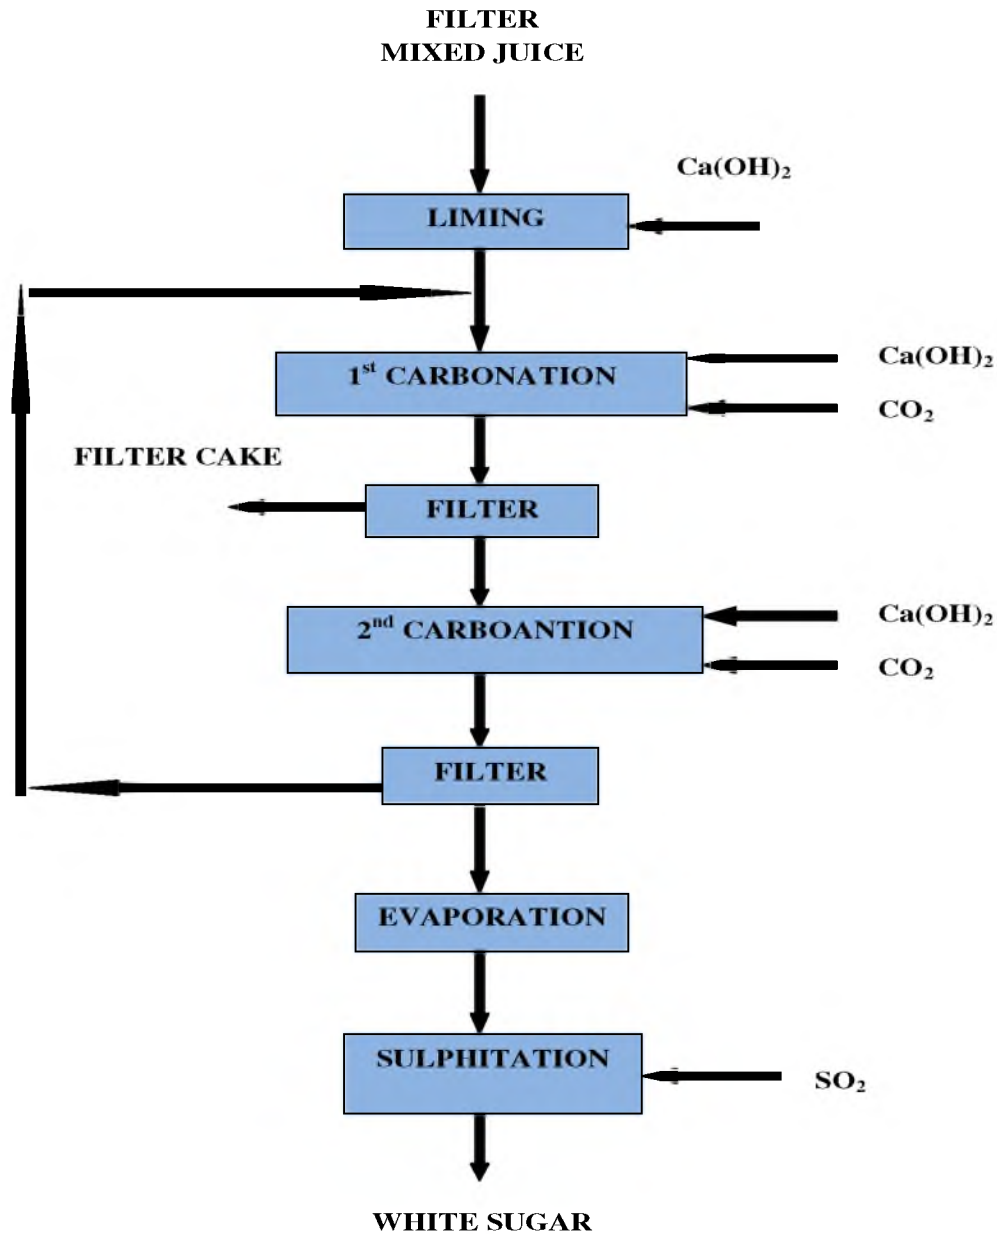 FILTER
MIXED JUICE
Ca(OH)₂
LIMING
1ˢᵗ CARBONATION
Ca(OH)₂
CO₂
FILTER CAKE
FILTER
2ⁿᵈ CARBOANTION
Ca(OH)₂
CO₂
FILTER
EVAPORATION
SULPHITATION
SO₂
WHITE SUGAR